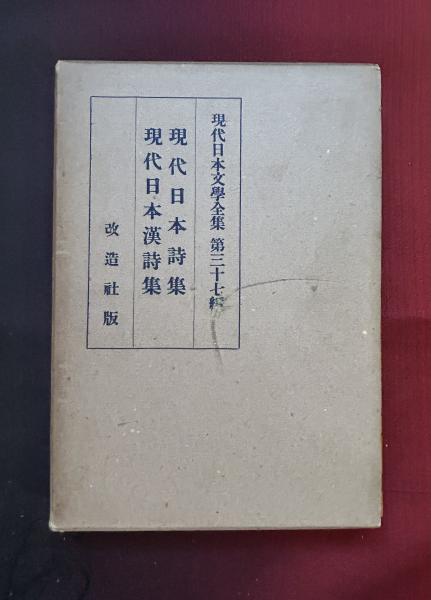 現代日本文學全集 第三十七編
現代日本詩集
現代日本漢詩集
改造社版